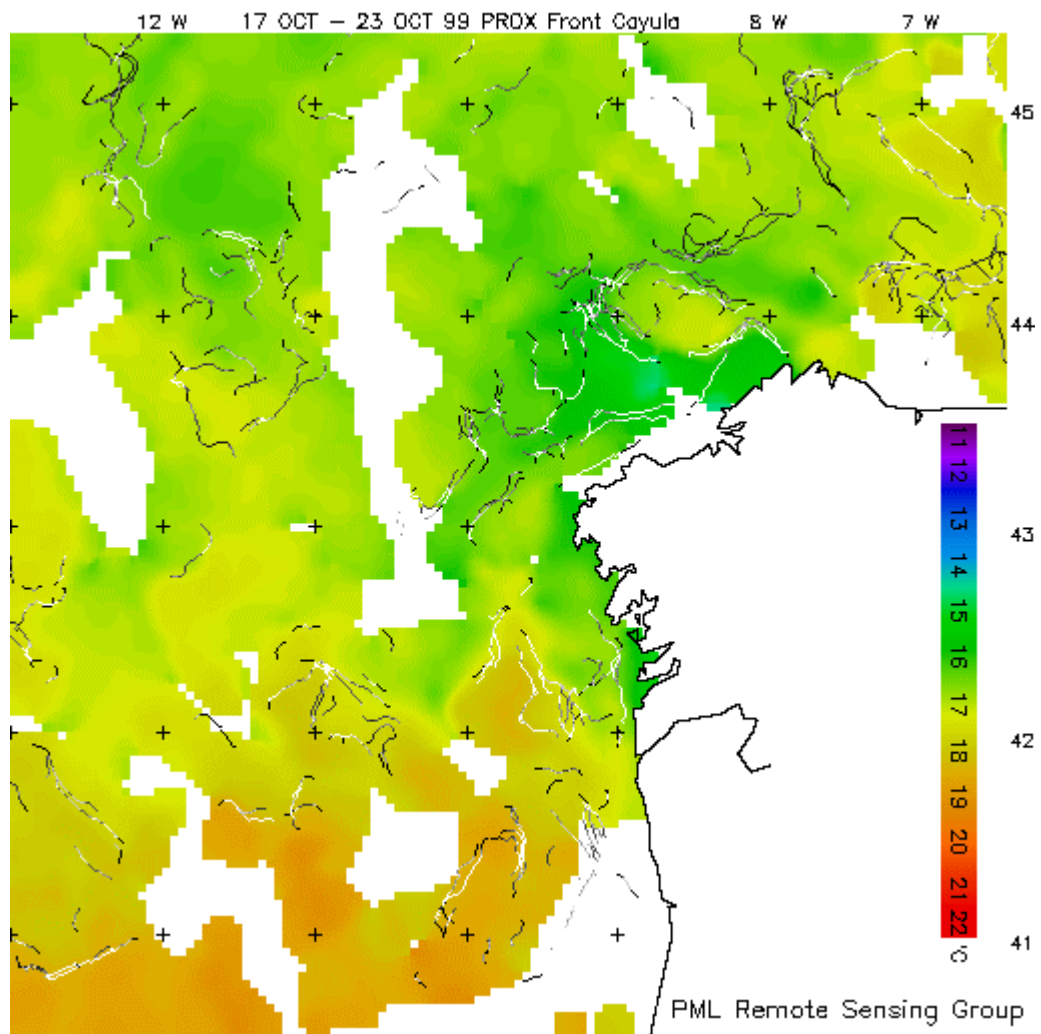 12 W 17 OCT – 23 OCT 99 PROX Front Cayula 8 W 7 W
45
44
11 12 13 14 15 16 17 18 19 20 21 22 °C
43
42
41
PML Remote Sensing Group